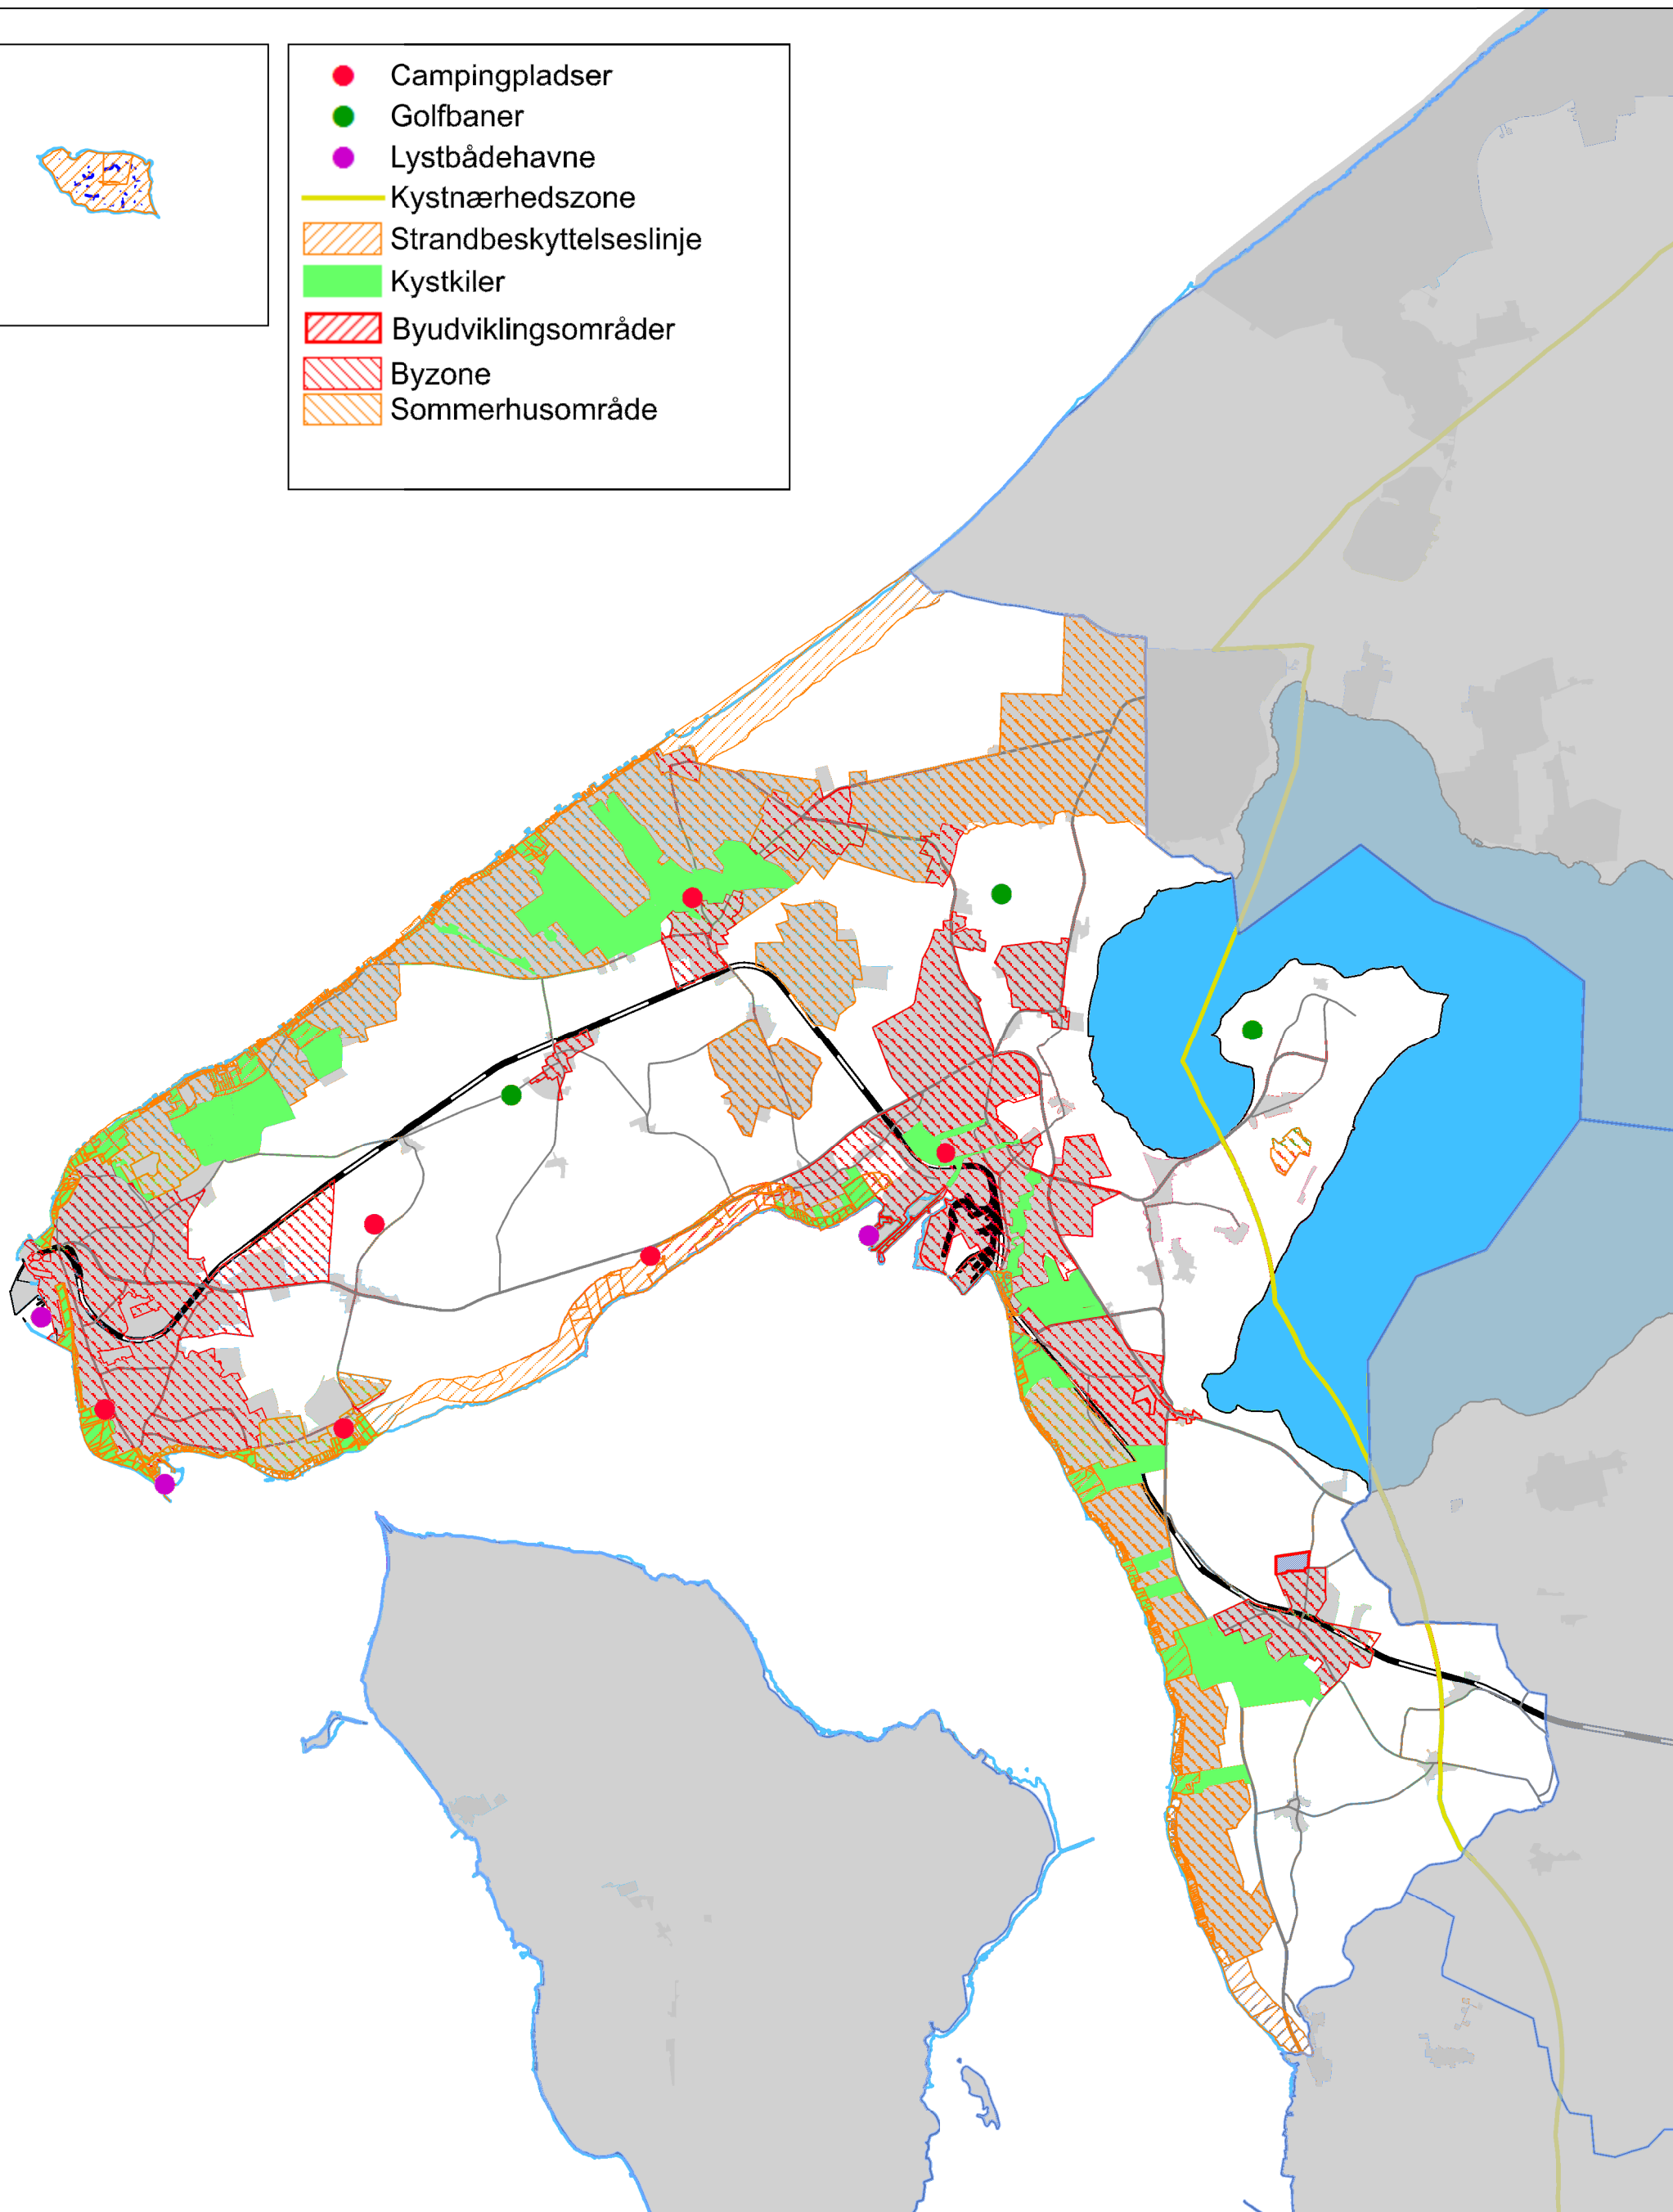 Campingpladser
Golfbaner
Lystbådehavne
Kystnærhedszone
Strandbeskyttelseslinje
Kystkiler
Byudviklingsområder
Byzone
Sommerhusområde